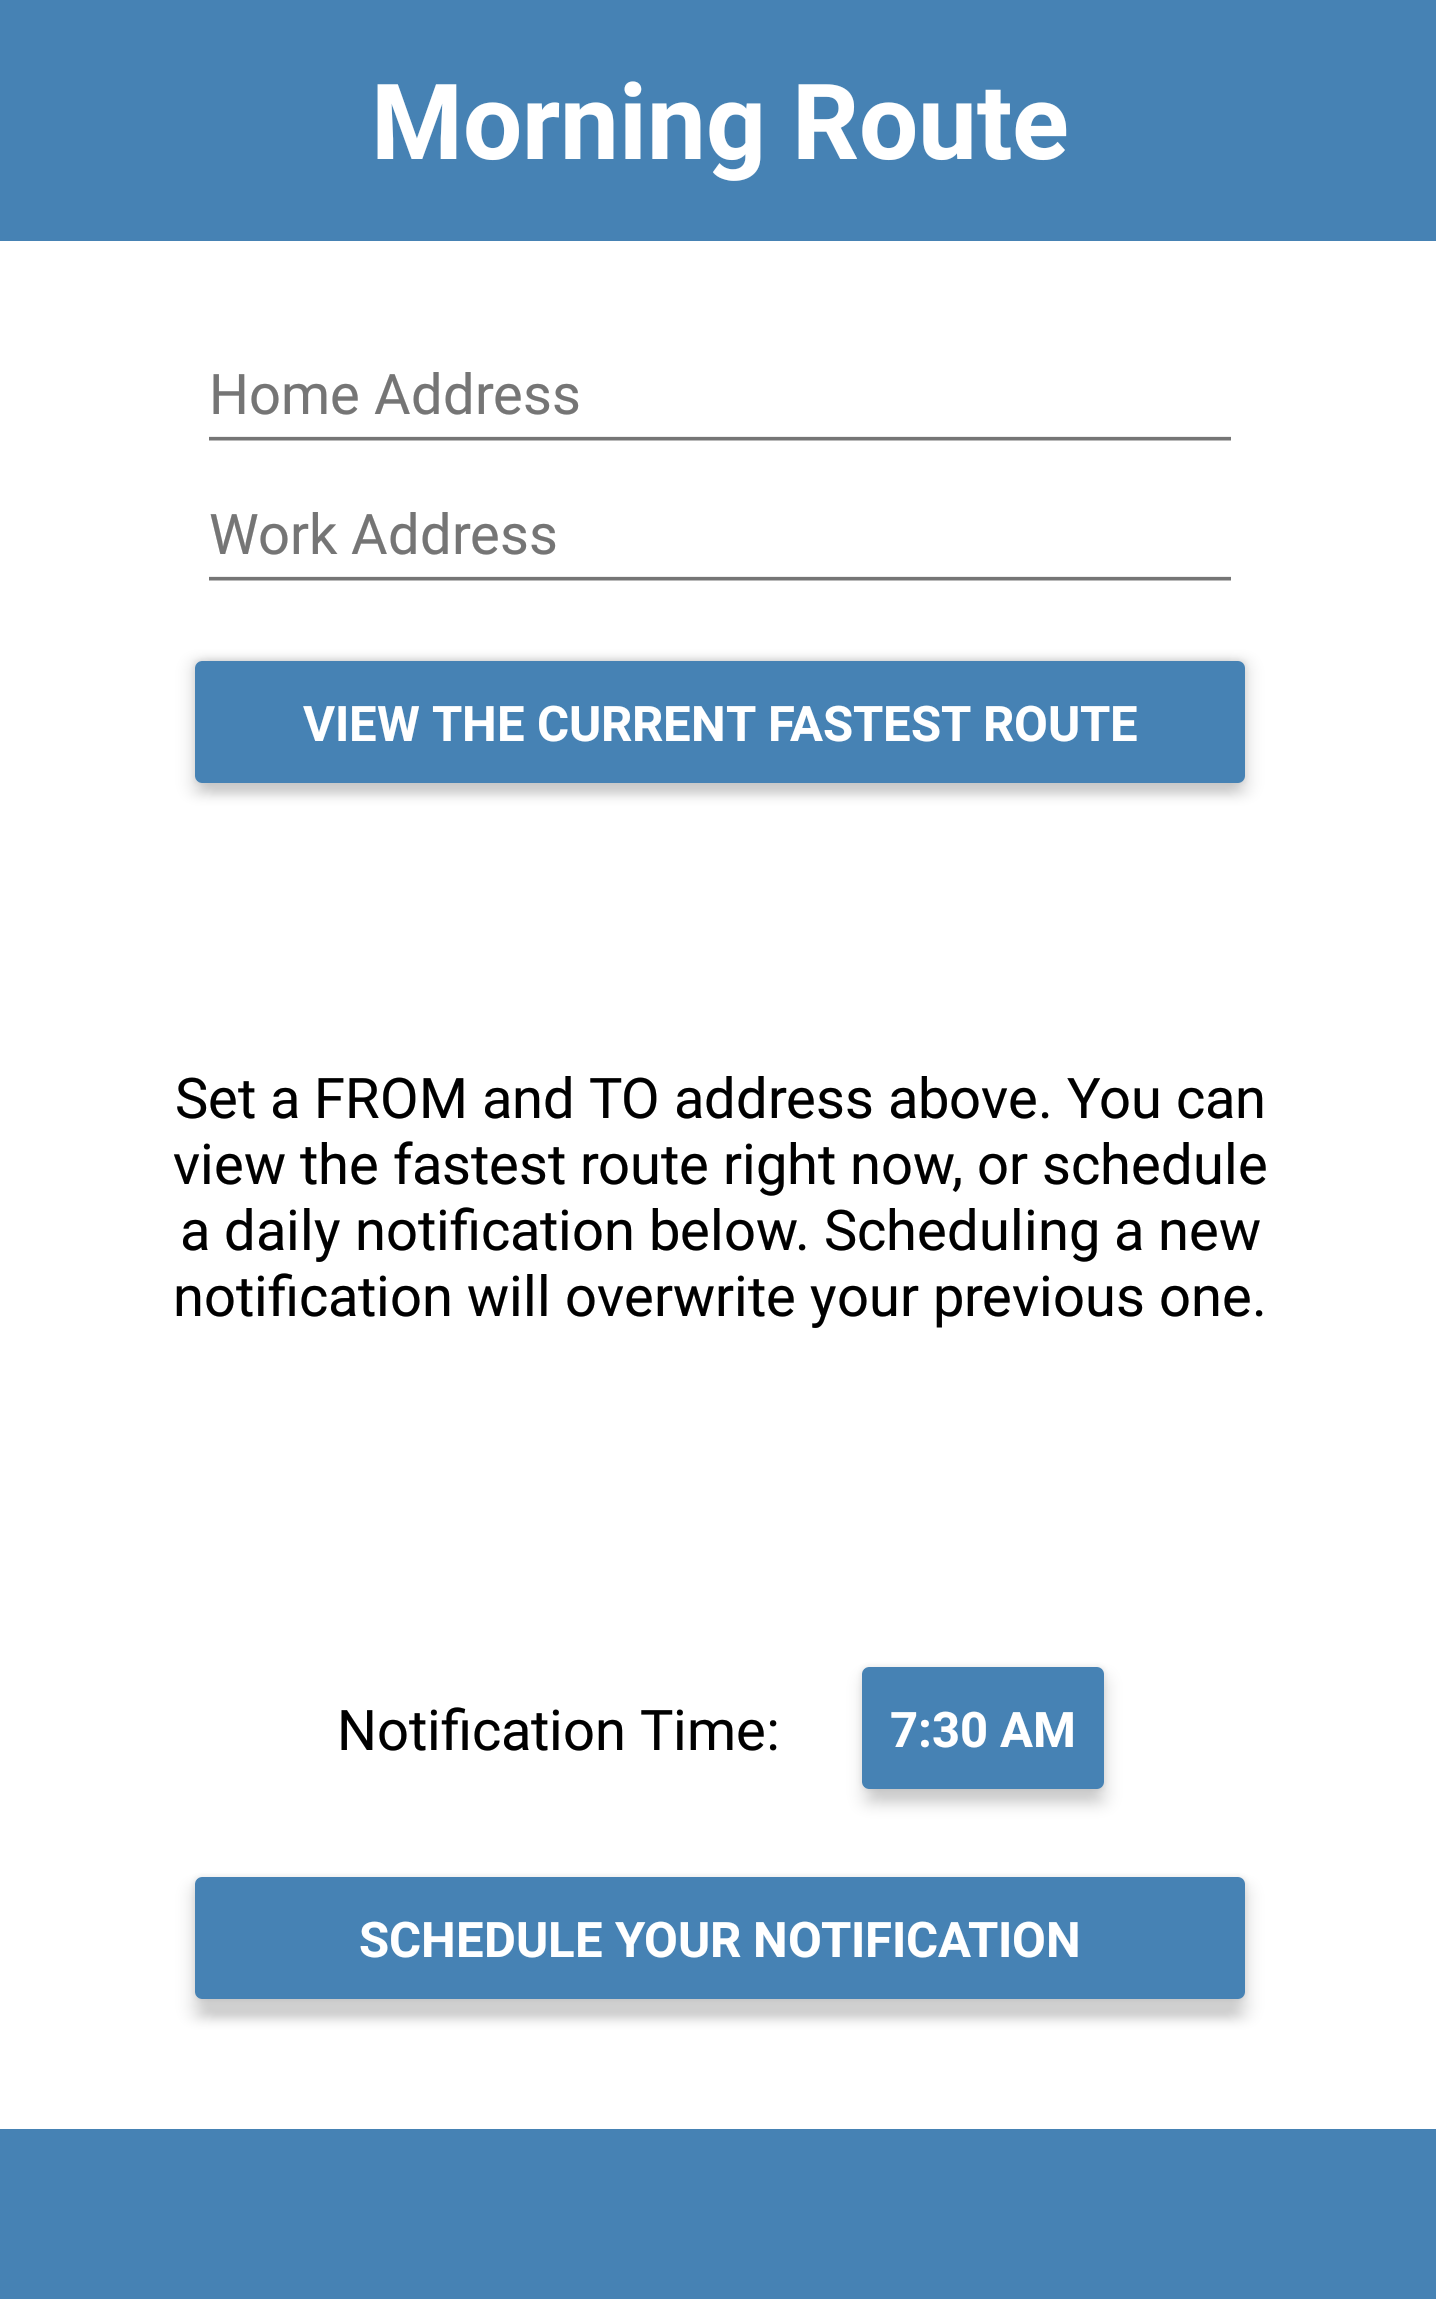 Morning Route
Home Address
Work Address
VIEW THE CURRENT FASTEST ROUTE
Set a FROM and TO address above. You can
view the fastest route right now, or schedule
a daily notification below. Scheduling a new
notification will overwrite your previous one.
Notification Time: 7:30 AM
SCHEDULE YOUR NOTIFICATION